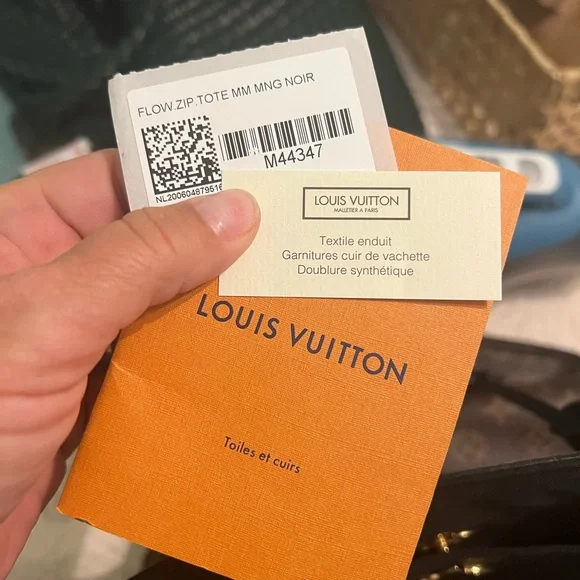 FLOW.ZIP.TOTE MM MNG NOIR
M44347
NL200604879516
LOUIS VUITTON
MALLETIER A PARIS
Textile enduit
Garnitures cuir de vachette
Doublure synthétique
LOUIS VUITTON
Toiles et cuirs